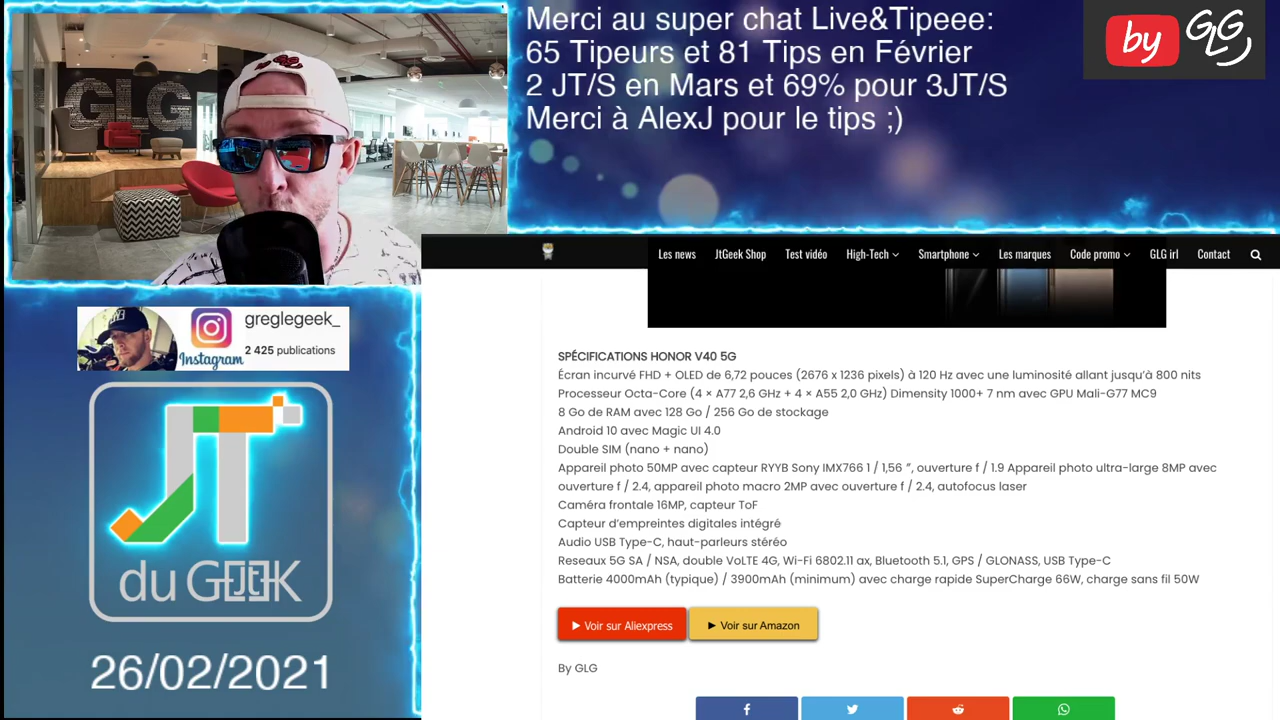 Merci au super chat Live&Tipeee:
65 Tipeurs et 81 Tips en Février
2 JT/S en Mars et 69% pour 3JT/S
Merci à AlexJ pour le tips ;)
by GLG
GLG
greglegeek_
Instagram
2 425 publications
JT
du GEEK
26/02/2021
Les news JtGeek Shop Test vidéo High-Tech Smartphone Les marques Code promo GLG irl Contact
SPÉCIFICATIONS HONOR V40 5G
Écran incurvé FHD + OLED de 6,72 pouces (2676 x 1236 pixels) à 120 Hz avec une luminosité allant jusqu'à 800 nits
Processeur Octa-Core (4 × A77 2,6 GHz + 4 × A55 2,0 GHz) Dimensity 1000+ 7 nm avec GPU Mali-G77 MC9
8 Go de RAM avec 128 Go / 256 Go de stockage
Android 10 avec Magic UI 4.0
Double SIM (nano + nano)
Appareil photo 50MP avec capteur RYYB Sony IMX766 1 / 1,56 ″, ouverture f / 1.9 Appareil photo ultra-large 8MP avec
ouverture f / 2.4, appareil photo macro 2MP avec ouverture f / 2.4, autofocus laser
Caméra frontale 16MP, capteur ToF
Capteur d'empreintes digitales intégré
Audio USB Type-C, haut-parleurs stéréo
Reseaux 5G SA / NSA, double VoLTE 4G, Wi-Fi 6802.11 ax, Bluetooth 5.1, GPS / GLONASS, USB Type-C
Batterie 4000mAh (typique) / 3900mAh (minimum) avec charge rapide SuperCharge 66W, charge sans fil 50W
► Voir sur Aliexpress ► Voir sur Amazon
By GLG